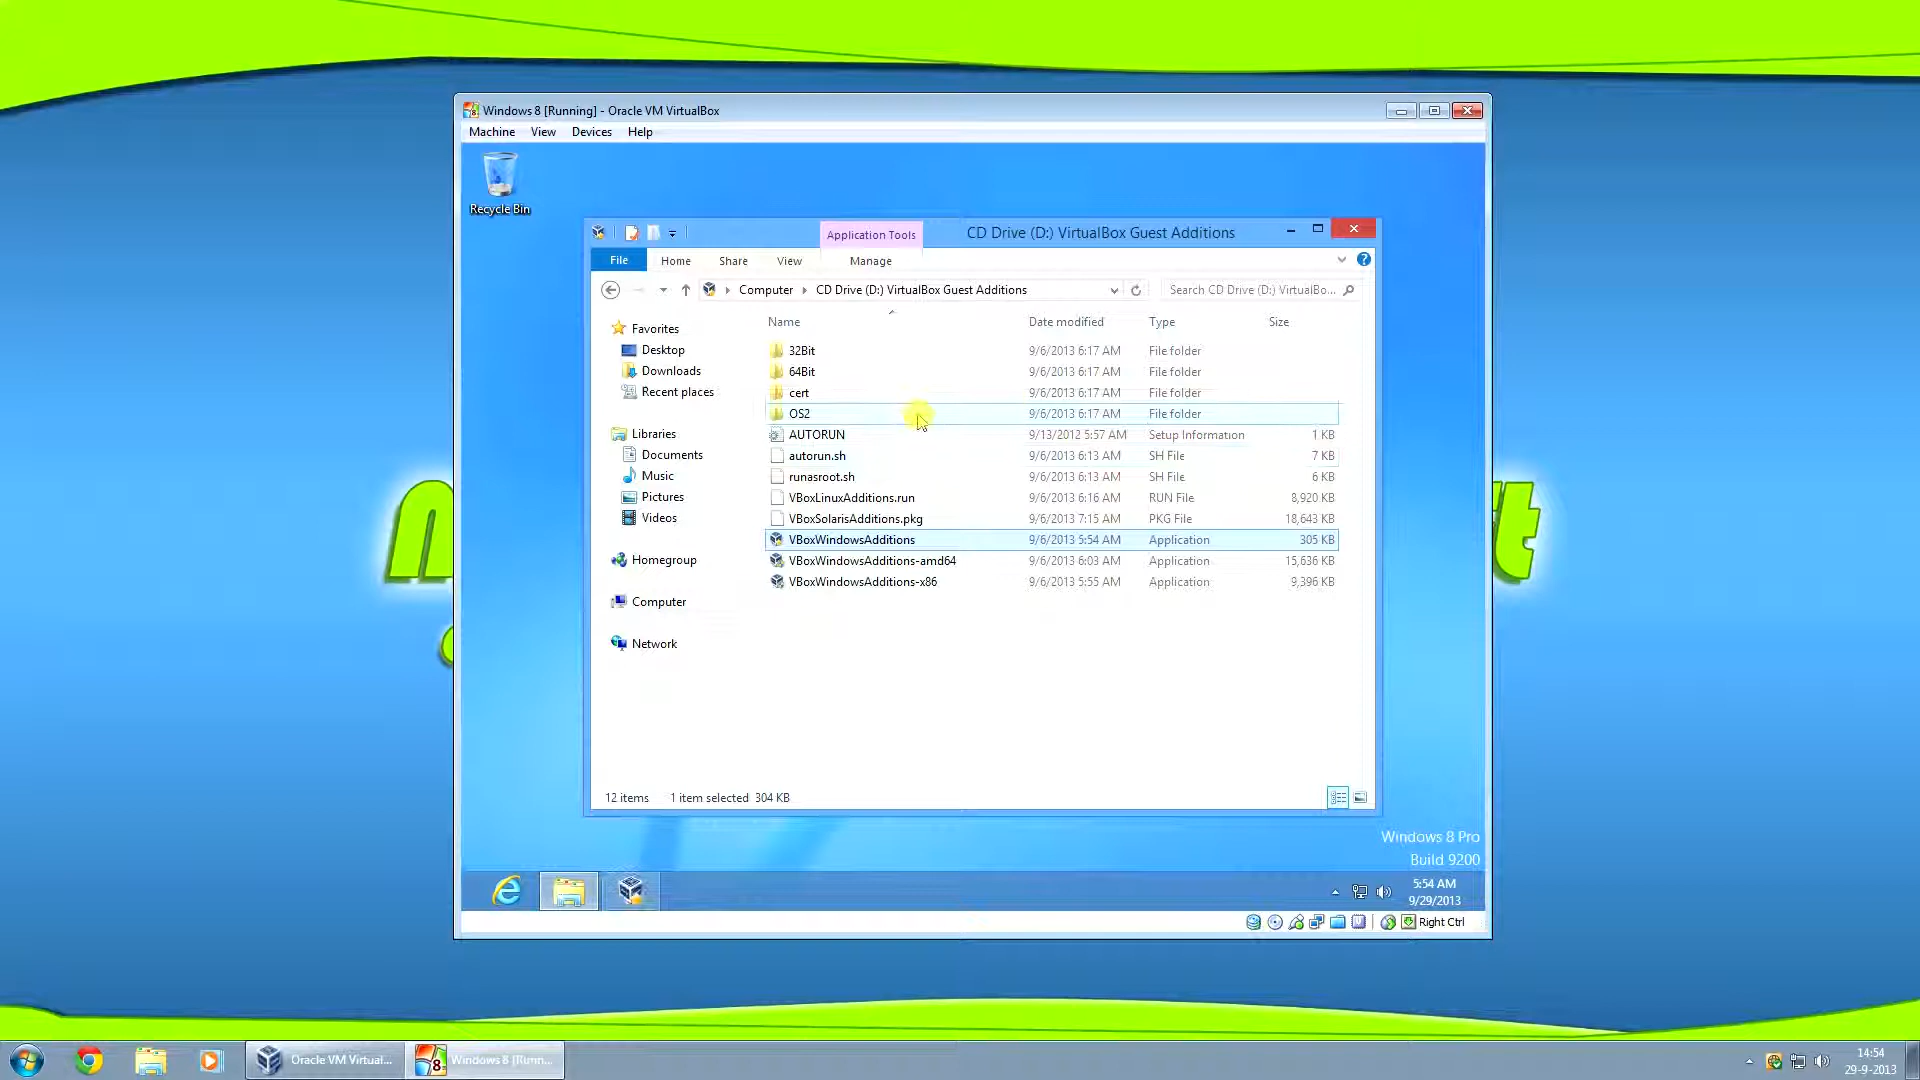 Windows 8 [Running] - Oracle VM VirtualBox
Machine View Devices Help
Recycle Bin
Application Tools CD Drive (D:) VirtualBox Guest Additions
File Home Share View Manage
Computer CD Drive (D:) VirtualBox Guest Additions Search CD Drive (D:) VirtualBo...
Name Date modified Type Size
Favorites
Desktop
Downloads
Recent places
Libraries
Documents
Music
Pictures
Videos
Homegroup
Computer
Network
32Bit 9/6/2013 6:17 AM File folder
64Bit 9/6/2013 6:17 AM File folder
cert 9/6/2013 6:17 AM File folder
OS2 9/6/2013 6:17 AM File folder
AUTORUN 9/13/2012 5:57 AM Setup Information 1 KB
autorun.sh 9/6/2013 6:13 AM SH File 7 KB
runasroot.sh 9/6/2013 6:13 AM SH File 6 KB
VBoxLinuxAdditions.run 9/6/2013 6:16 AM RUN File 8,920 KB
VBoxSolarisAdditions.pkg 9/6/2013 7:15 AM PKG File 18,643 KB
VBoxWindowsAdditions 9/6/2013 5:54 AM Application 305 KB
VBoxWindowsAdditions-amd64 9/6/2013 6:03 AM Application 15,636 KB
VBoxWindowsAdditions-x86 9/6/2013 5:55 AM Application 9,396 KB
12 items 1 item selected 304 KB
Windows 8 Pro
Build 9200
5:54 AM
9/29/2013
Right Ctrl
Oracle VM Virtual... Windows 8 [Runn...
14:54
29-9-2013